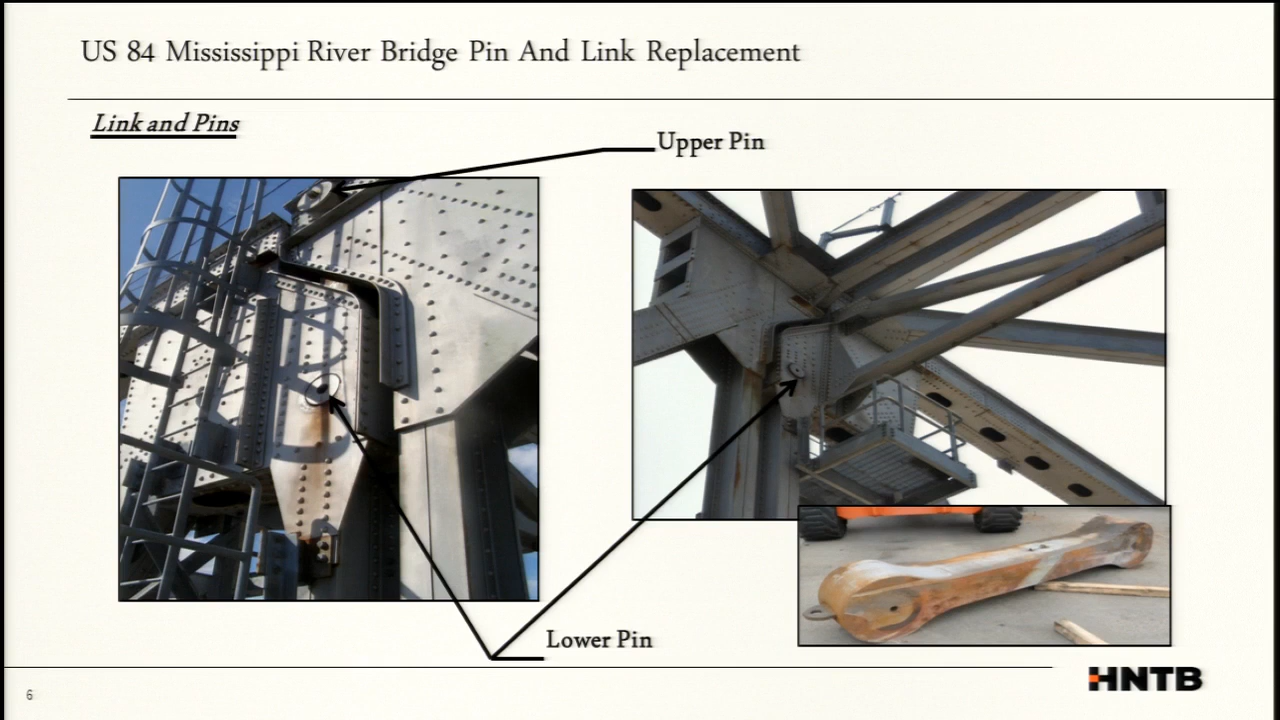 US 84 Mississippi River Bridge Pin And Link Replacement
Link and Pins
Upper Pin
Lower Pin
6
HNTB